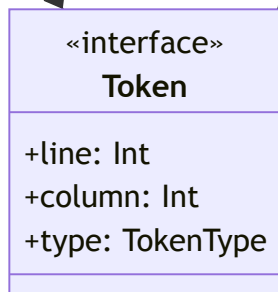 «interface»
Token
+line: Int
+column: Int
+type: TokenType